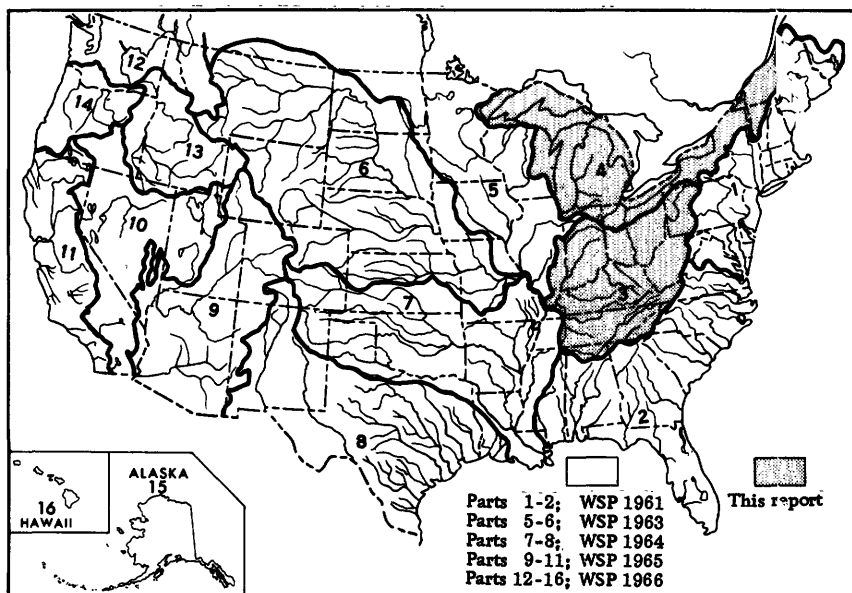 12
14
13
6
5
4
1
10
11
3
9
7
2
8
ALASKA
15
16
HAWAII
Parts 1-2; WSP 1961
Parts 5-6; WSP 1963
Parts 7-8; WSP 1964
Parts 9-11; WSP 1965
Parts 12-16; WSP 1966
This report